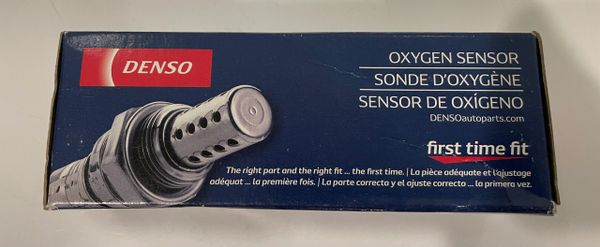 DENSO
OXYGEN SENSOR
SONDE D'OXYGÈNE
SENSOR DE OXÍGENO
DENSOautoparts.com
first time fit
The right part and the right fit ... the first time. | La pièce adéquate et l'ajustage
adéquat ... la première fois. | La parte correcta y el ajuste correcto ... la primera vez.